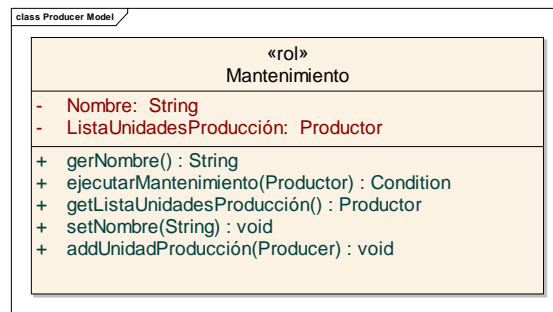 class Producer Model
«rol»
Mantenimiento
- Nombre: String
- ListaUnidadesProducción: Productor
+ gerNombre() : String
+ ejecutarMantenimiento(Productor) : Condition
+ getListaUnidadesProducción() : Productor
+ setNombre(String) : void
+ addUnidadProducción(Producer) : void